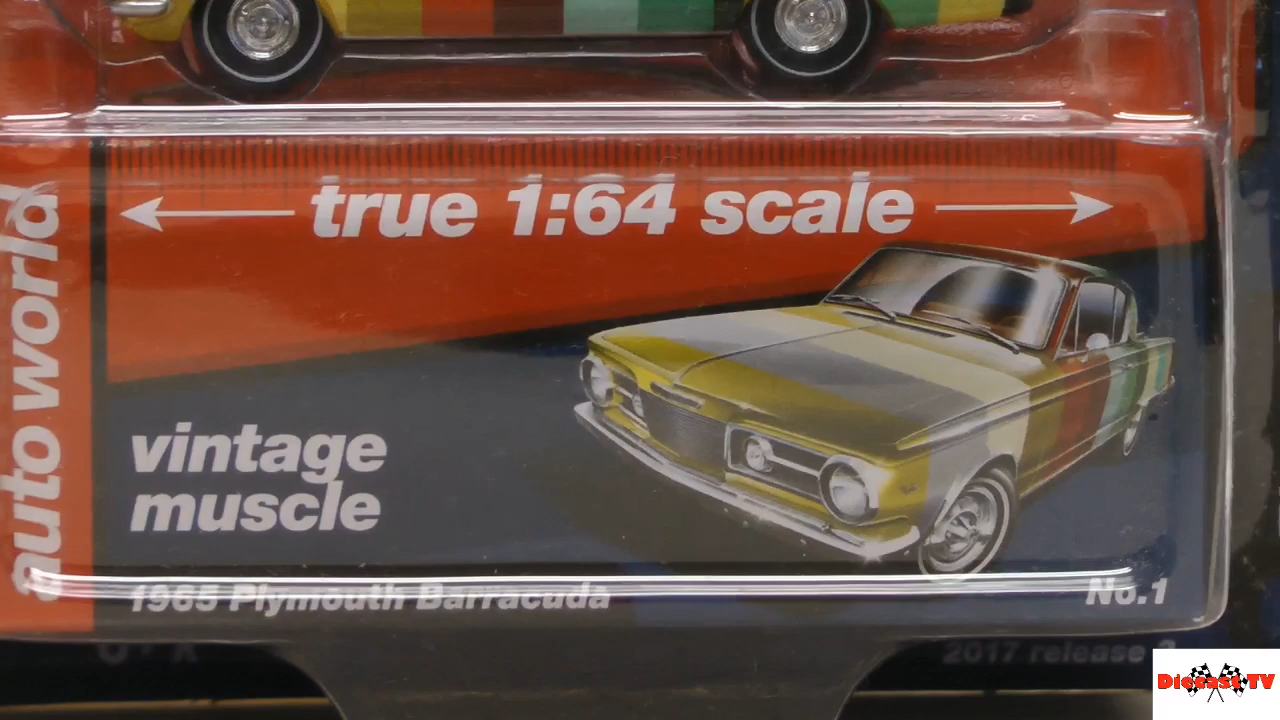 true 1:64 scale
auto world
vintage
muscle
1965 Plymouth Barracuda
No.1
2017 release
Diecast TV